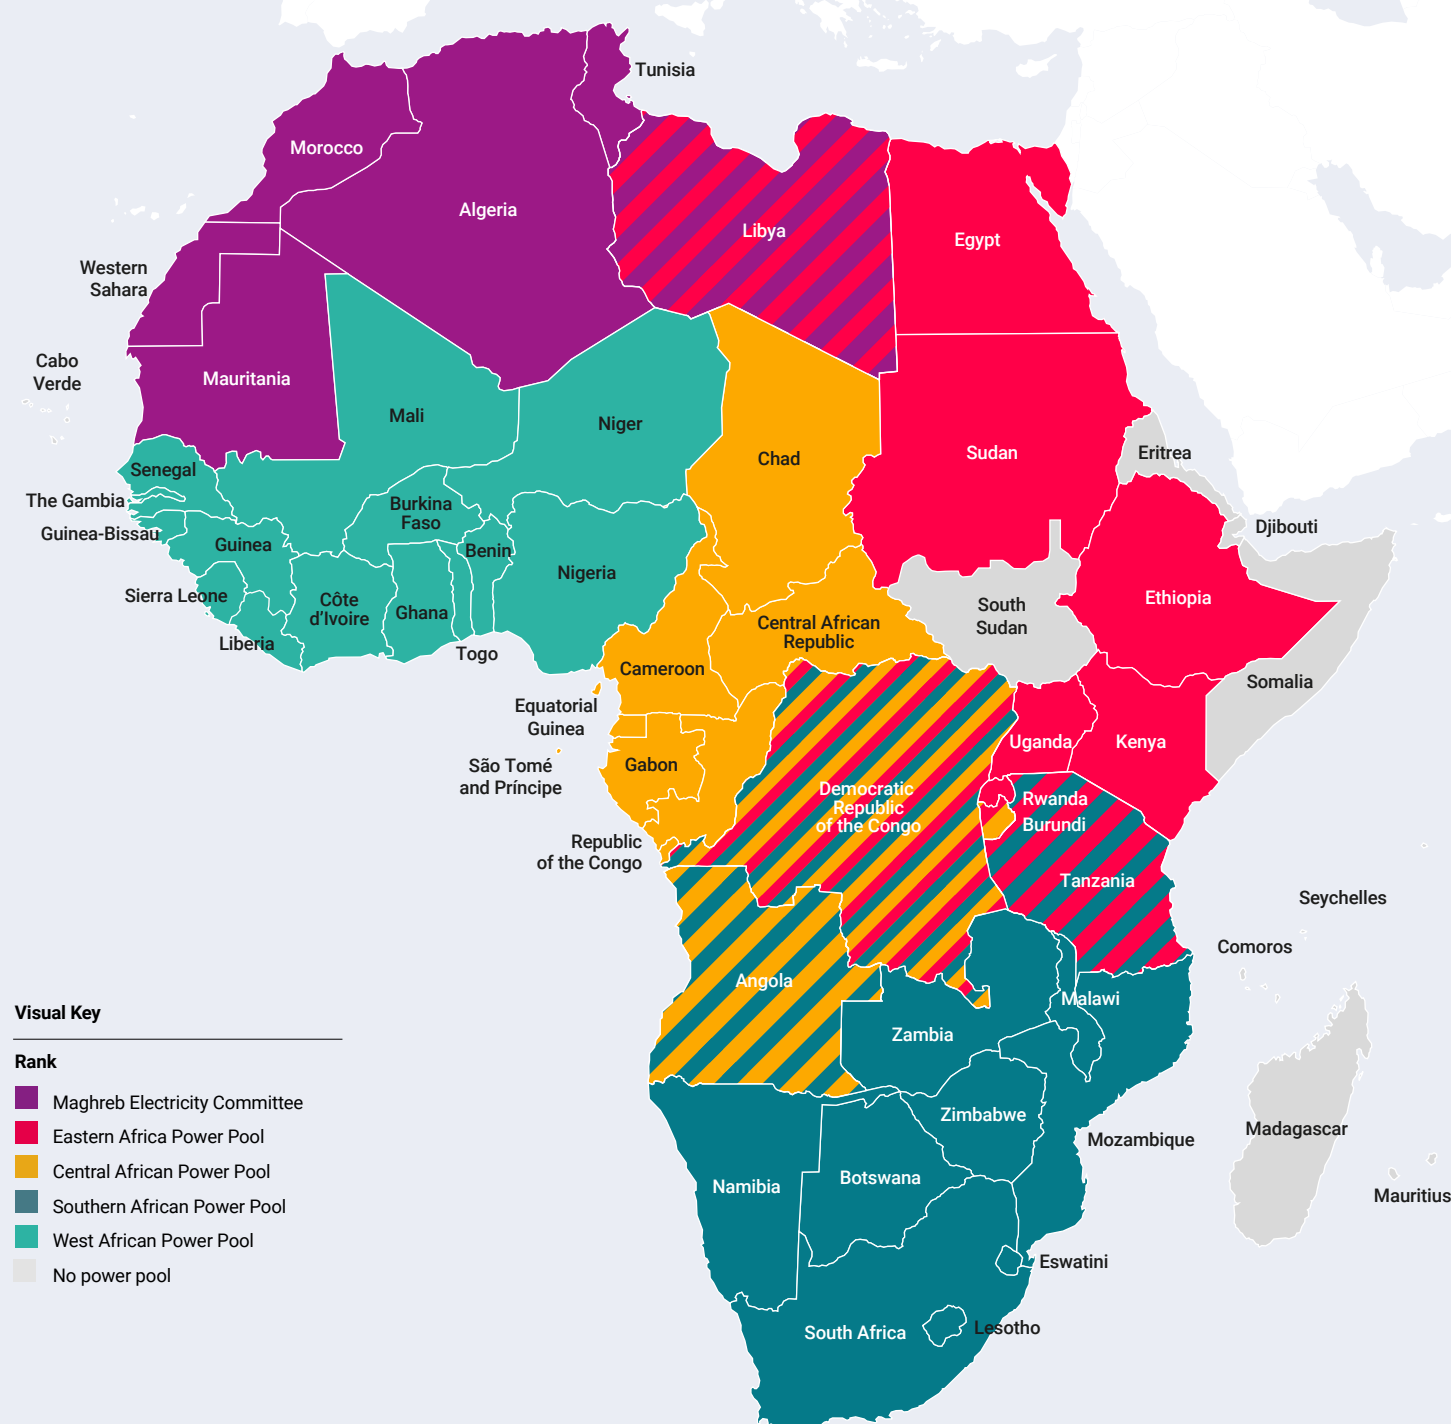 Tunisia
Morocco
Algeria
Libya
Egypt
Western
Sahara
Cabo
Verde
Mauritania
Mali
Niger
Chad
Sudan
Eritrea
Senegal
The Gambia
Burkina
Faso
Djibouti
Guinea-Bissau
Guinea
Benin
Nigeria
Sierra Leone
Côte
d'Ivoire
Ghana
Ethiopia
South
Sudan
Central African
Republic
Liberia
Togo
Cameroon
Somalia
Equatorial
Guinea
Uganda
Kenya
São Tomé
and Príncipe
Gabon
Democratic
Republic
of the Congo
Rwanda
Burundi
Republic
of the Congo
Tanzania
Seychelles
Comoros
Angola
Malawi
Zambia
Zimbabwe
Mozambique
Madagascar
Mauritius
Namibia
Botswana
Eswatini
South Africa
Lesotho
Visual Key
Rank
Maghreb Electricity Committee
Eastern Africa Power Pool
Central African Power Pool
Southern African Power Pool
West African Power Pool
No power pool